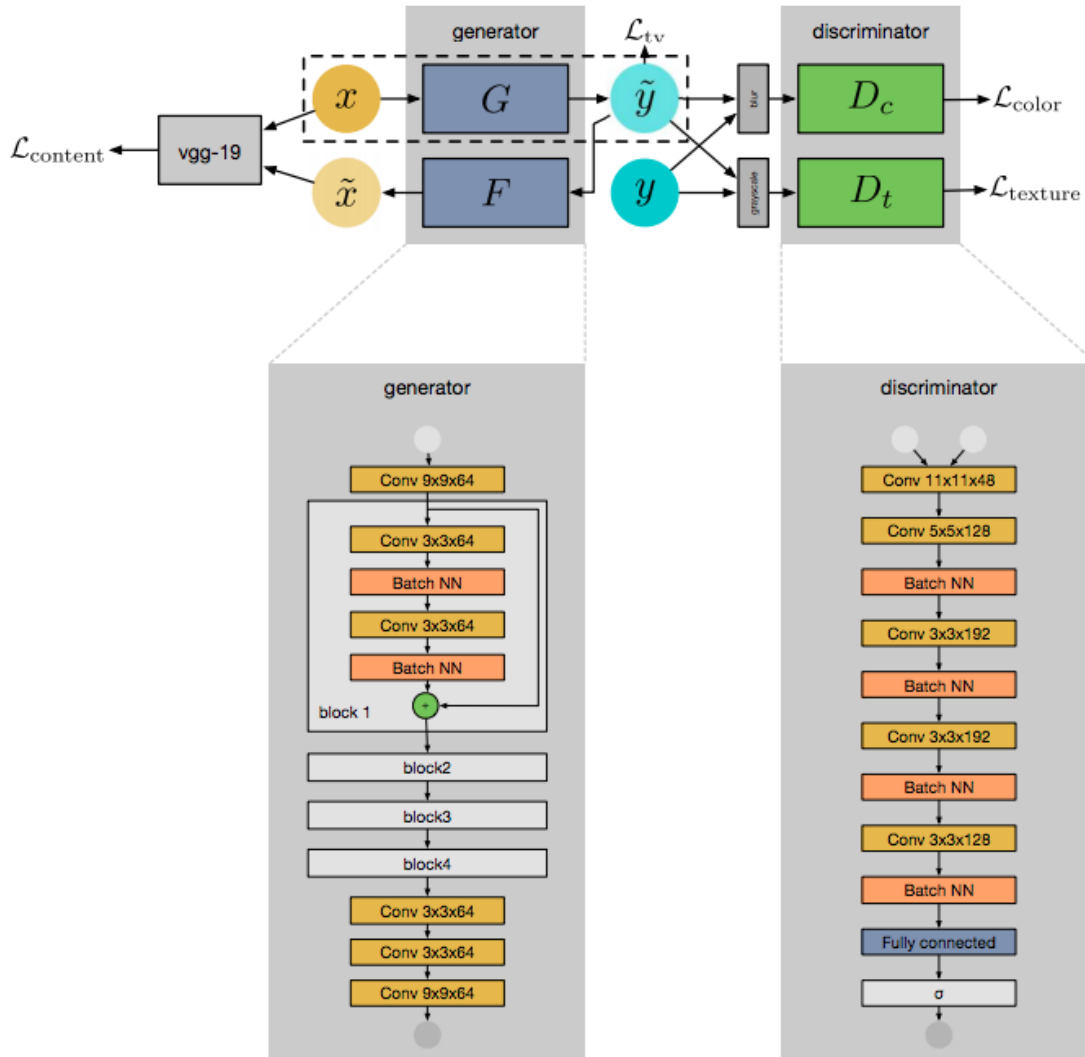 generator
discriminator
ℒ_tv
x
G
ỹ
blur
D_c
ℒ_color
ℒ_content
vgg-19
x̃
F
y
grayscale
D_t
ℒ_texture
generator
Conv 9x9x64
Conv 3x3x64
Batch NN
Conv 3x3x64
Batch NN
+
block 1
block2
block3
block4
Conv 3x3x64
Conv 3x3x64
Conv 9x9x64
discriminator
Conv 11x11x48
Conv 5x5x128
Batch NN
Conv 3x3x192
Batch NN
Conv 3x3x192
Batch NN
Conv 3x3x128
Batch NN
Fully connected
σ